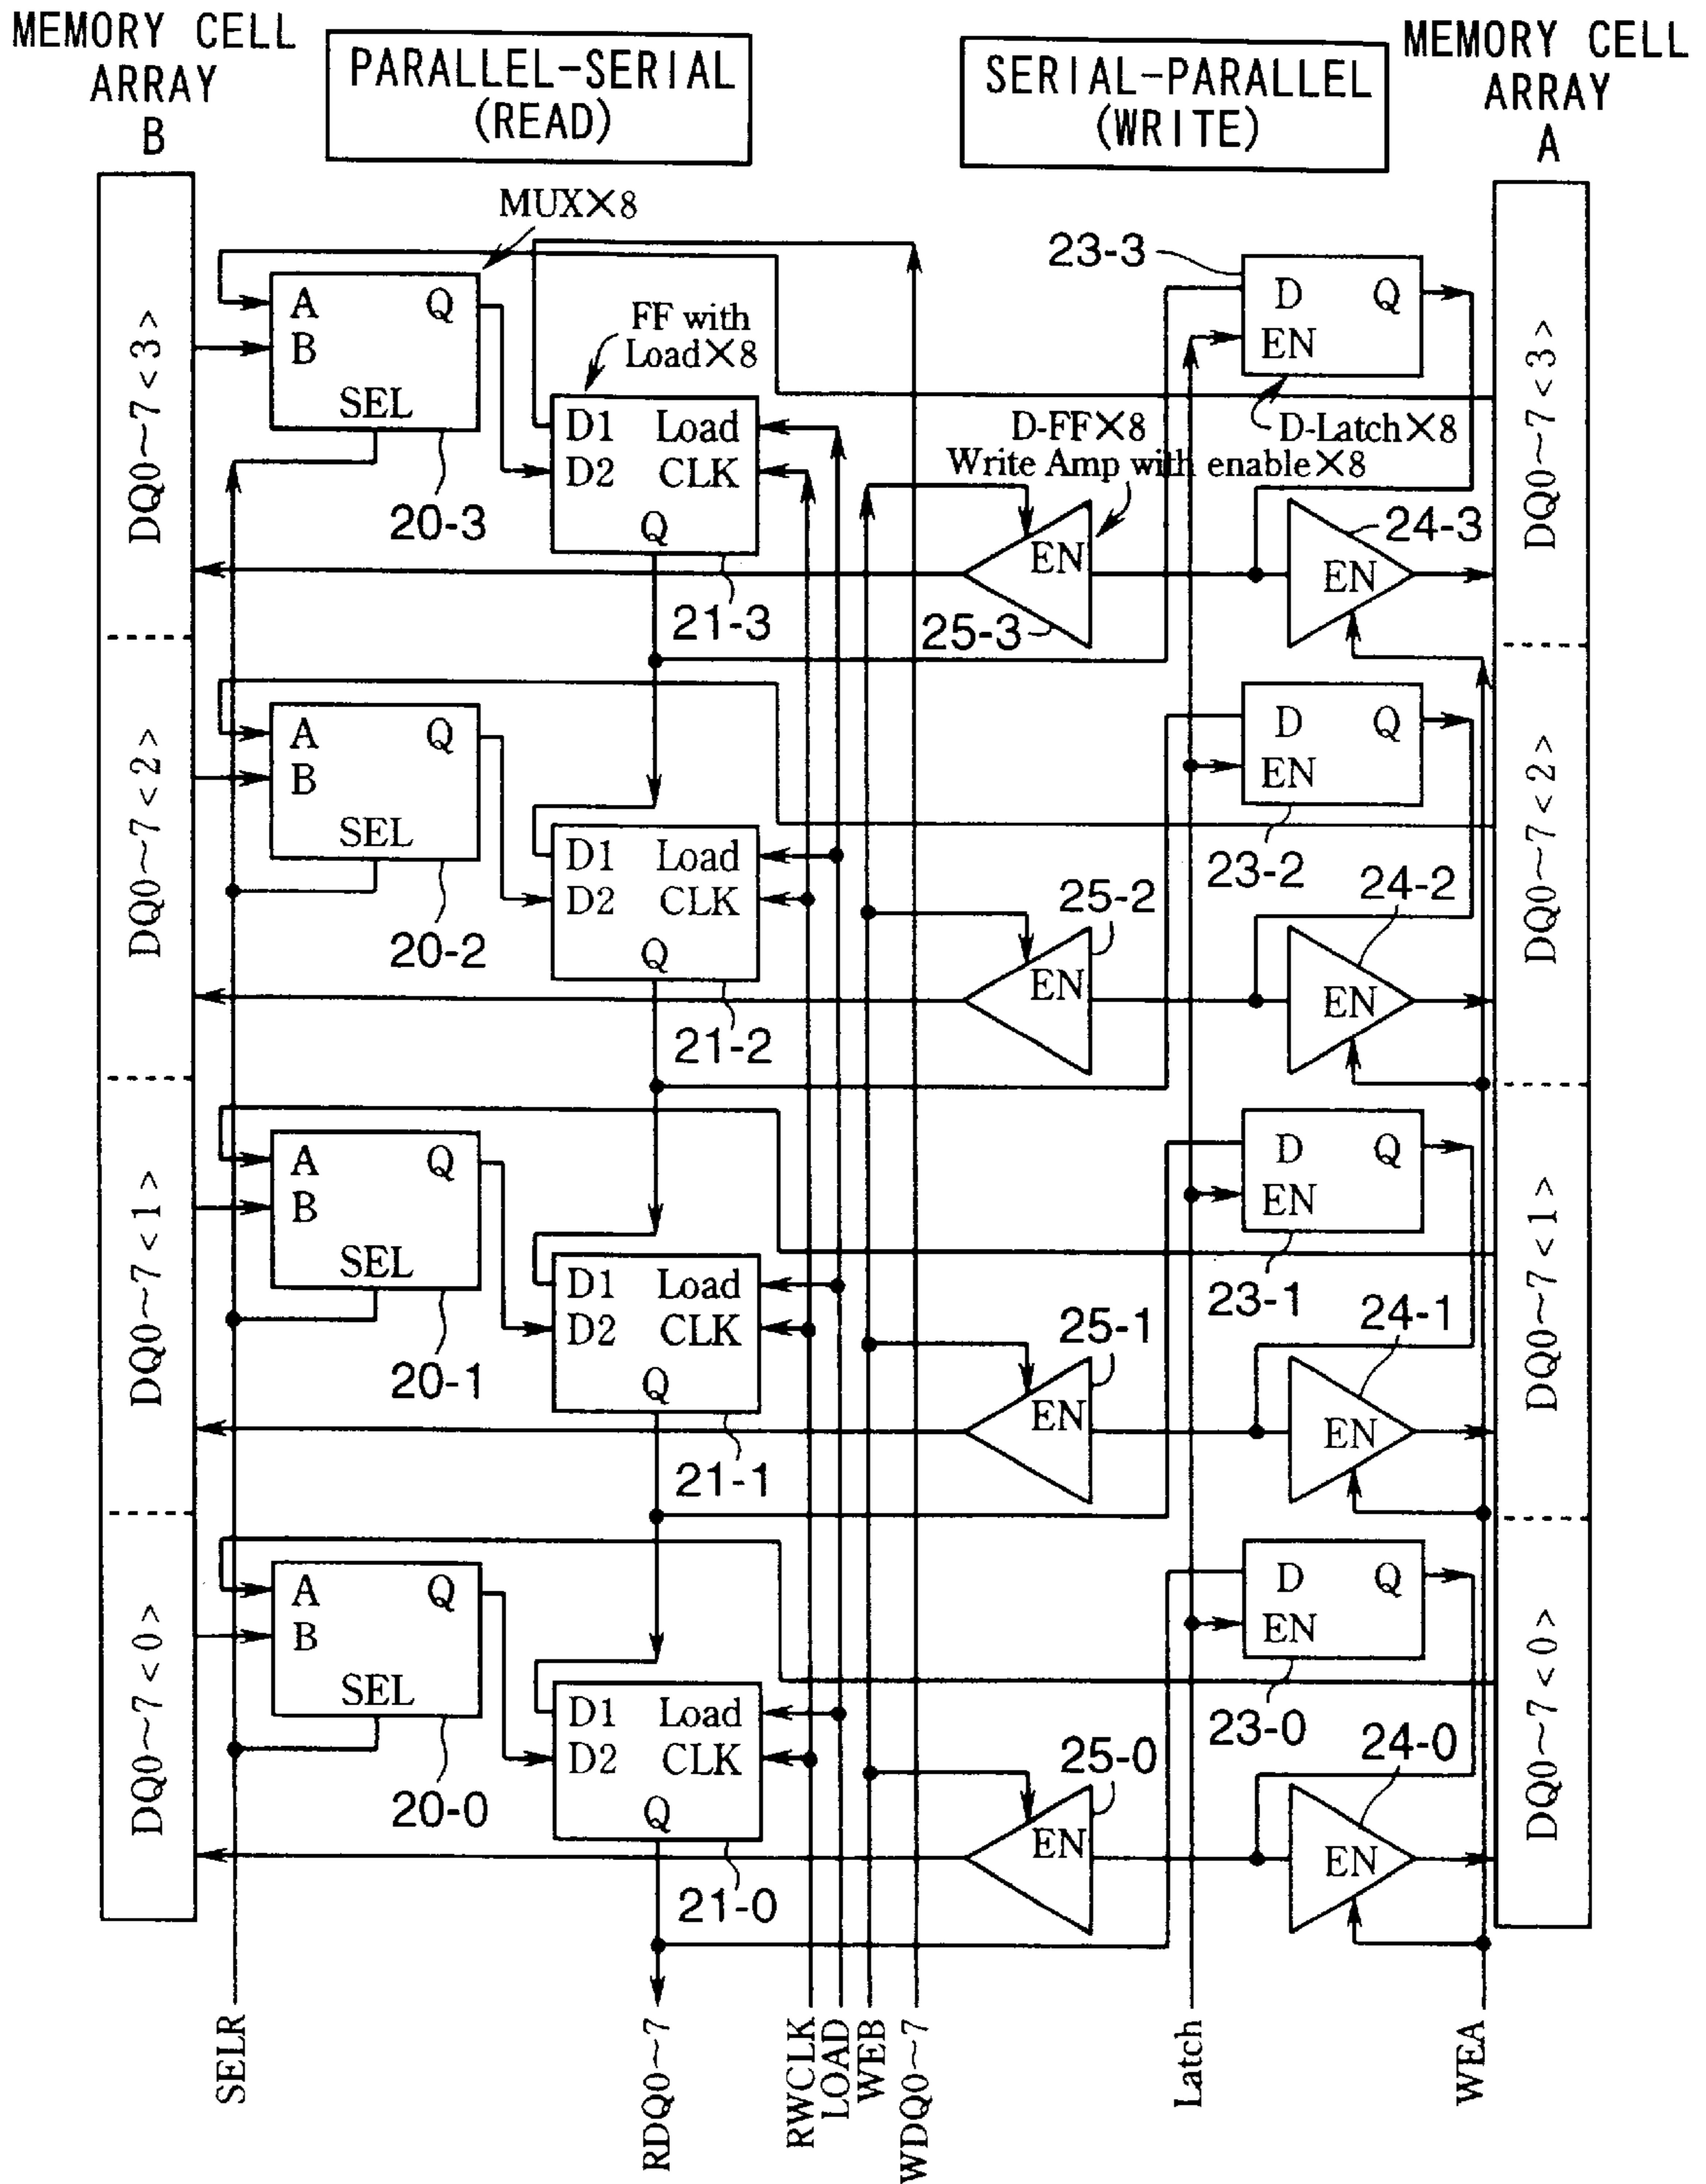 MEMORY CELL
ARRAY
B
PARALLEL-SERIAL
(READ)
SERIAL-PARALLEL
(WRITE)
MEMORY CELL
ARRAY
A
MUX×8
FF with
Load×8
D-FF×8
Write Amp with enable×8
D-Latch×8
DQ0~7<3>
A Q
B
SEL
20-3
D1 Load
D2 CLK
Q
21-3
EN
25-3
23-3
D Q
EN
24-3
EN
DQ0~7<3>
DQ0~7<2>
A Q
B
SEL
20-2
D1 Load
D2 CLK
Q
21-2
25-2
EN
D Q
EN
23-2
24-2
EN
DQ0~7<2>
DQ0~7<1>
A Q
B
SEL
20-1
D1 Load
D2 CLK
Q
21-1
25-1
EN
D Q
EN
23-1
24-1
EN
DQ0~7<1>
DQ0~7<0>
A Q
B
SEL
20-0
D1 Load
D2 CLK
Q
21-0
25-0
EN
D Q
EN
23-0
24-0
EN
DQ0~7<0>
SELR
RDQ0~7
RWCLK
LOAD
WEB
WDQ0~7
Latch
WEA